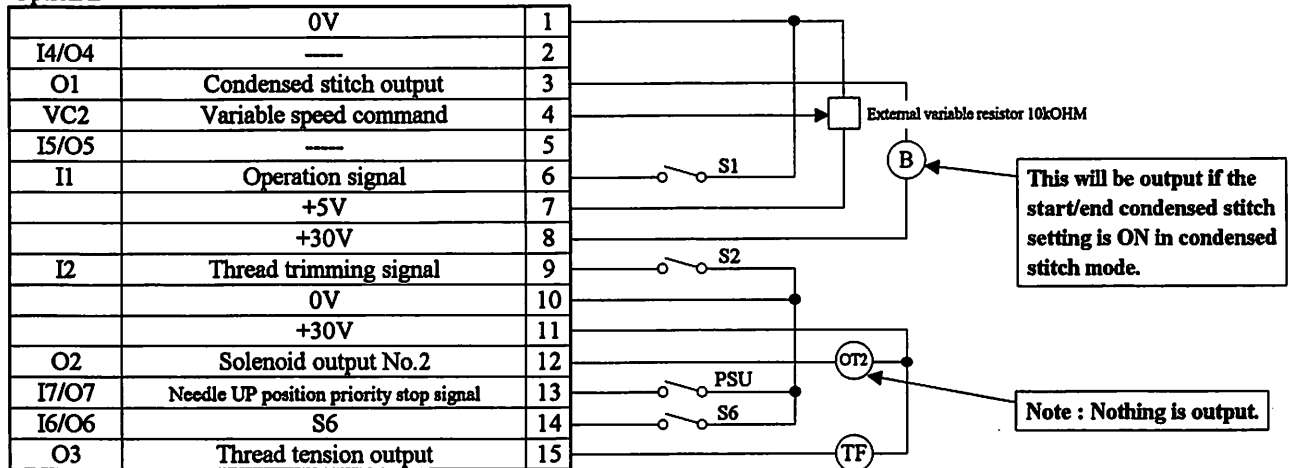 0V 1
I4/O4 ----- 2
O1 Condensed stitch output 3
VC2 Variable speed command 4
External variable resistor 10kOHM
I5/O5 ----- 5
B
I1 Operation signal 6
S1
+5V 7
+30V 8
This will be output if the
start/end condensed stitch
setting is ON in condensed
stitch mode.
I2 Thread trimming signal 9
S2
0V 10
+30V 11
O2 Solenoid output No.2 12
OT2
I7/O7 Needle UP position priority stop signal 13
PSU
I6/O6 S6 14
S6
Note : Nothing is output.
O3 Thread tension output 15
TF